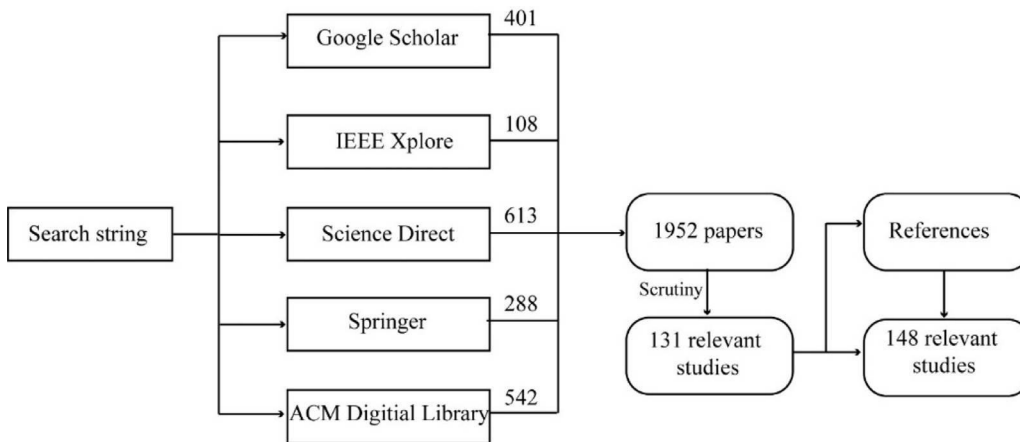 Search string
Google Scholar
401
IEEE Xplore
108
Science Direct
613
Springer
288
ACM Digitial Library
542
1952 papers
Scrutiny
131 relevant
studies
References
148 relevant
studies